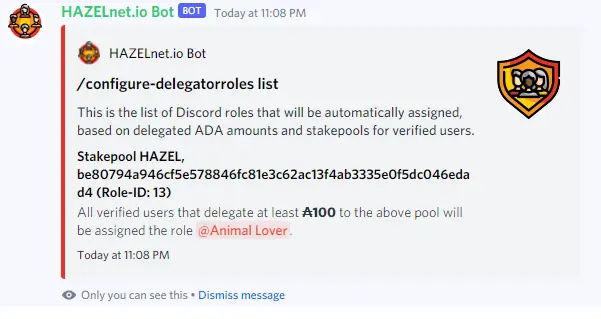 HAZELnet.io Bot BOT Today at 11:08 PM
HAZELnet.io Bot
/configure-delegatorroles list
This is the list of Discord roles that will be automatically assigned,
based on delegated ADA amounts and stakepools for verified users.
Stakepool HAZEL,
be80794a946cf5e578846fc81e3c62ac13f4ab3335e0f5dc046eda
d4 (Role-ID: 13)
All verified users that delegate at least ₳100 to the above pool will
be assigned the role @Animal Lover.
Today at 11:08 PM
Only you can see this • Dismiss message